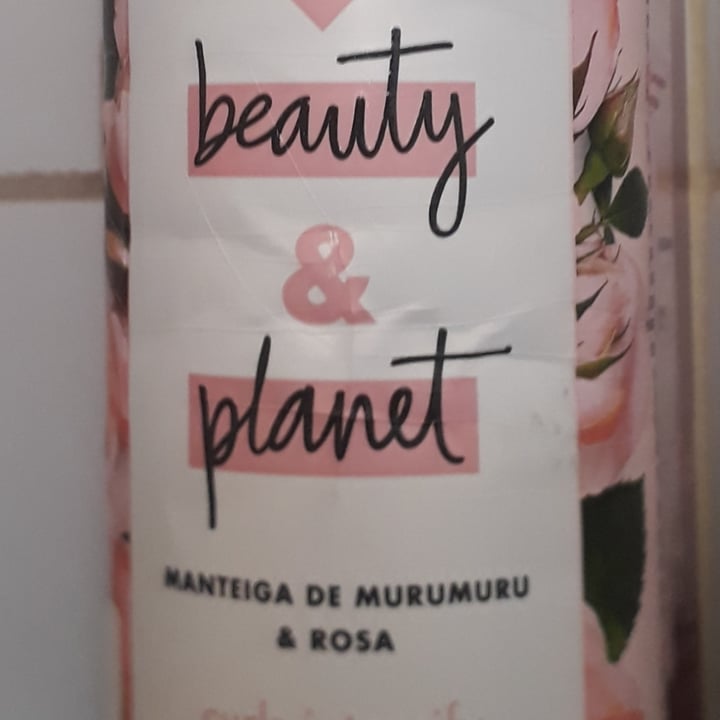 beauty
&
planet
MANTEIGA DE MURUMURU
& ROSA